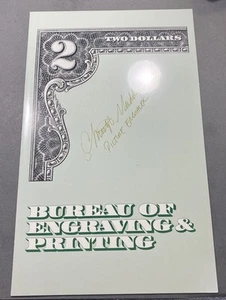 2
TWO DOLLARS
BUREAU OF
ENGRAVING &
PRINTING